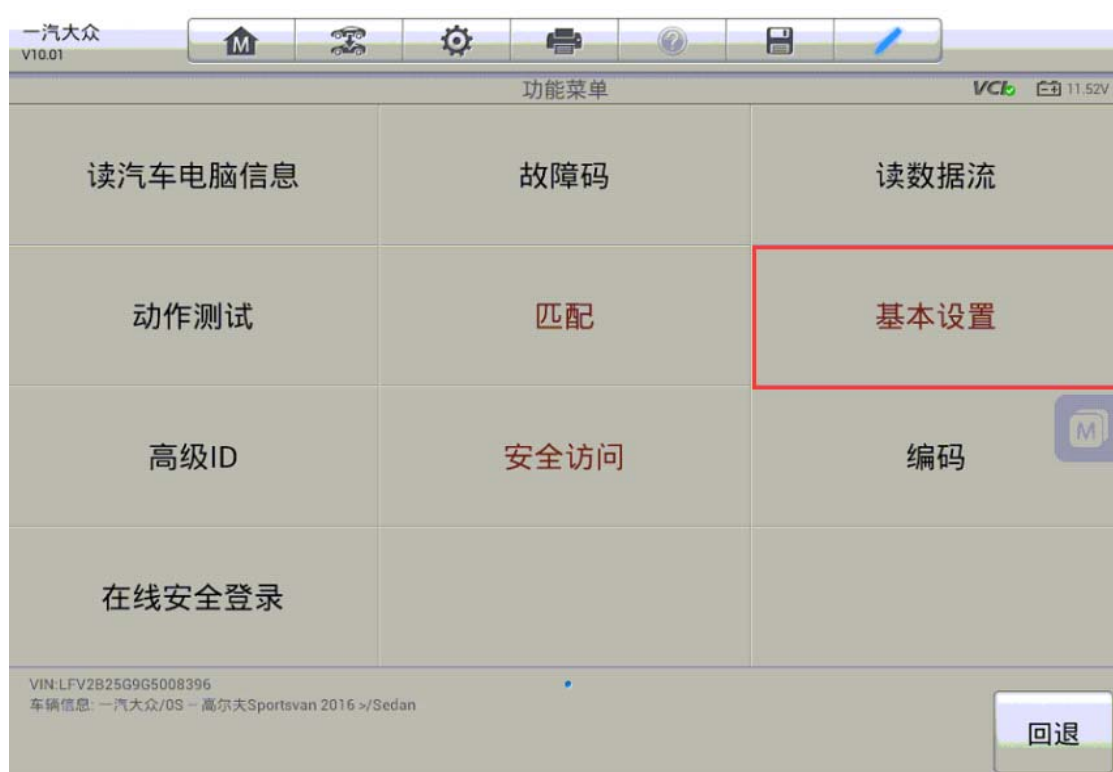 一汽大众
V10.01
M
功能菜单
VCI
11.52V
读汽车电脑信息
故障码
读数据流
动作测试
匹配
基本设置
高级ID
安全访问
编码
M
在线安全登录
VIN:LFV2B25G9G5008396
车辆信息: 一汽大众/0S - 高尔夫Sportsvan 2016 >/Sedan
回退